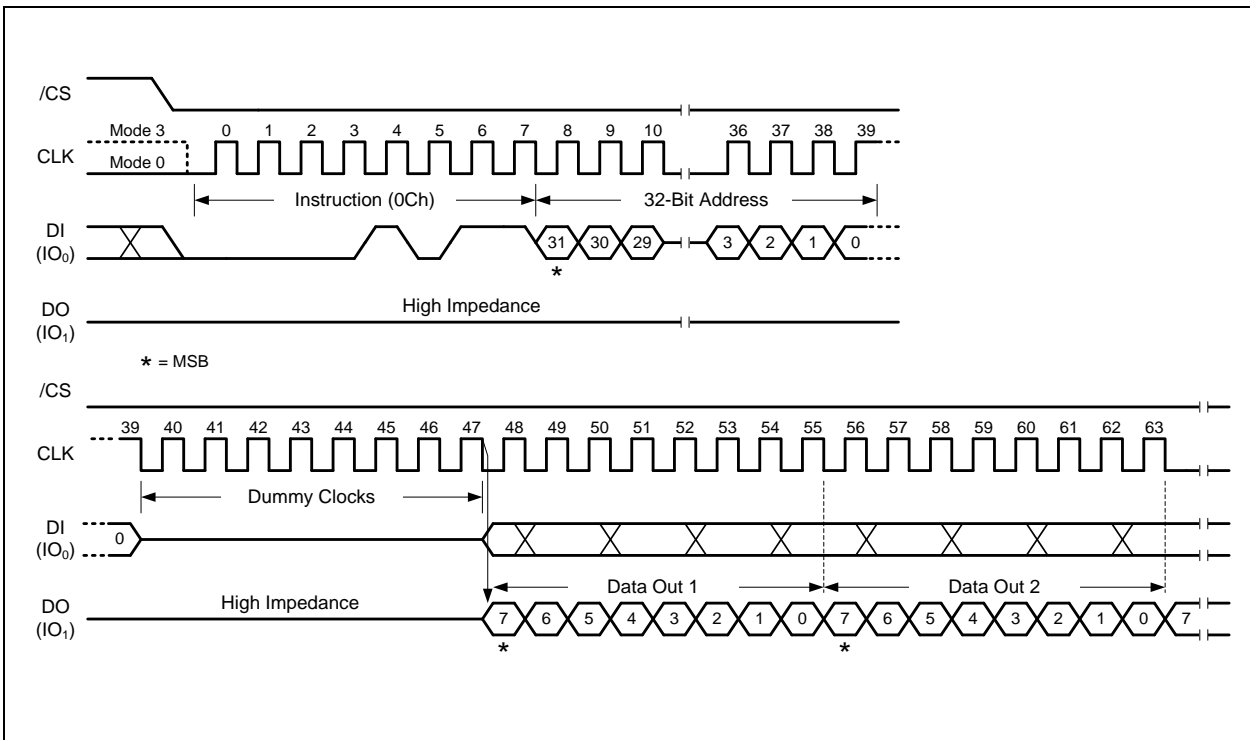 /CS
Mode 3
0 1 2 3 4 5 6 7 8 9 10 36 37 38 39
CLK
Mode 0
Instruction (0Ch)
32-Bit Address
DI
(IO0)
31 30 29 3 2 1 0
*
DO
(IO1)
High Impedance
* = MSB
/CS
39 40 41 42 43 44 45 46 47 48 49 50 51 52 53 54 55 56 57 58 59 60 61 62 63
CLK
Dummy Clocks
DI
(IO0)
0
Data Out 1
Data Out 2
DO
(IO1)
High Impedance
7 6 5 4 3 2 1 0 7 6 5 4 3 2 1 0 7
* *